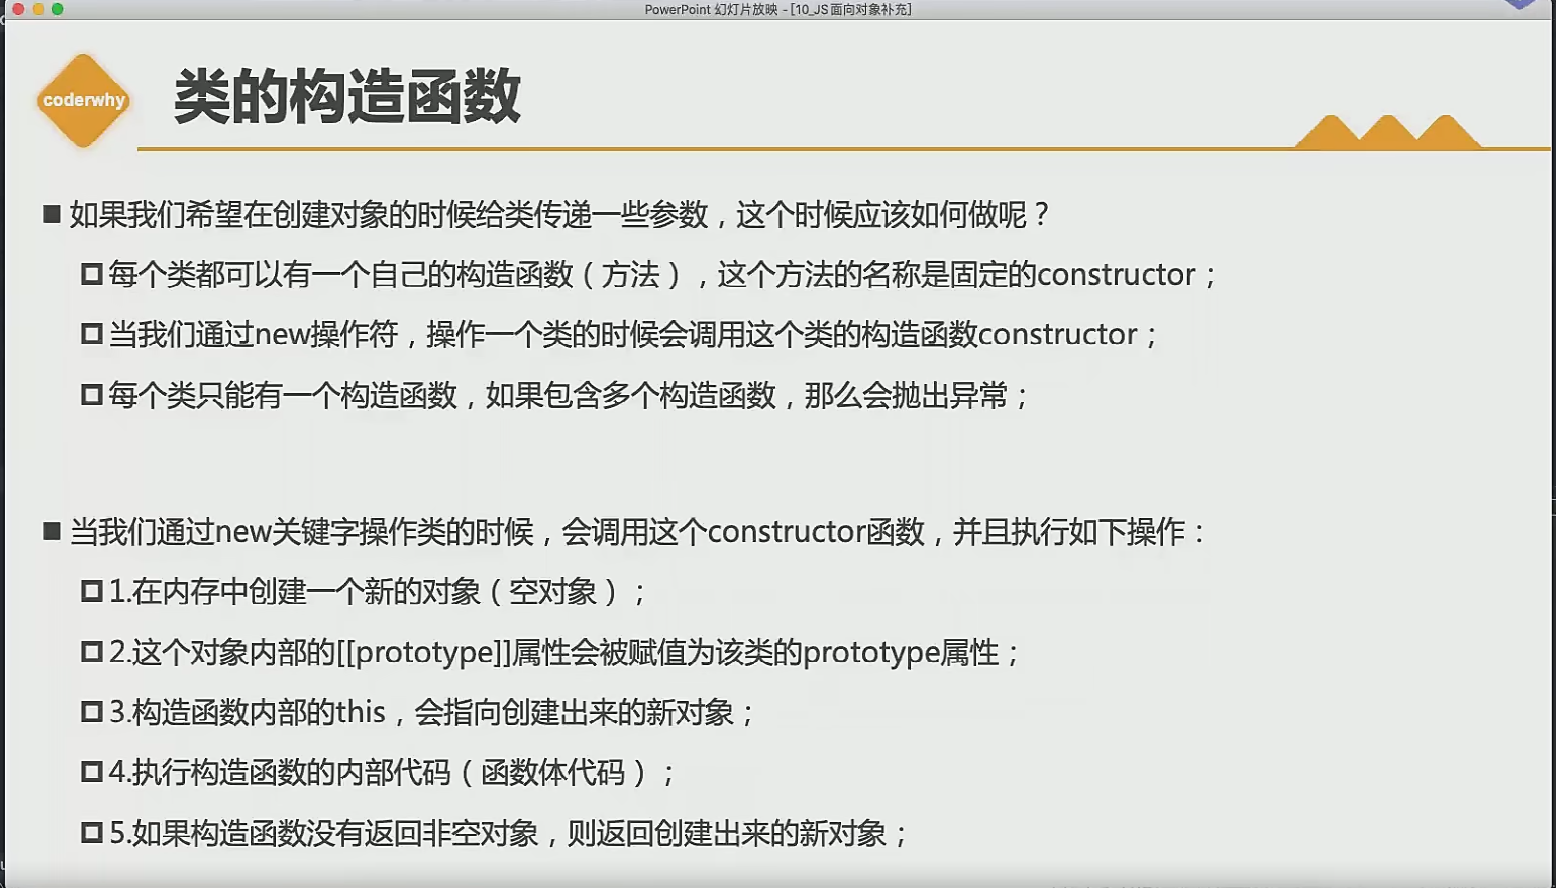 PowerPoint 幻灯片放映 - [10_JS面向对象补充]
coderwhy
类的构造函数
如果我们希望在创建对象的时候给类传递一些参数，这个时候应该如何做呢？
每个类都可以有一个自己的构造函数（方法），这个方法的名称是固定的constructor；
当我们通过new操作符，操作一个类的时候会调用这个类的构造函数constructor；
每个类只能有一个构造函数，如果包含多个构造函数，那么会抛出异常；
当我们通过new关键字操作类的时候，会调用这个constructor函数，并且执行如下操作：
1.在内存中创建一个新的对象（空对象）；
2.这个对象内部的[[prototype]]属性会被赋值为该类的prototype属性；
3.构造函数内部的this，会指向创建出来的新对象；
4.执行构造函数的内部代码（函数体代码）；
5.如果构造函数没有返回非空对象，则返回创建出来的新对象；